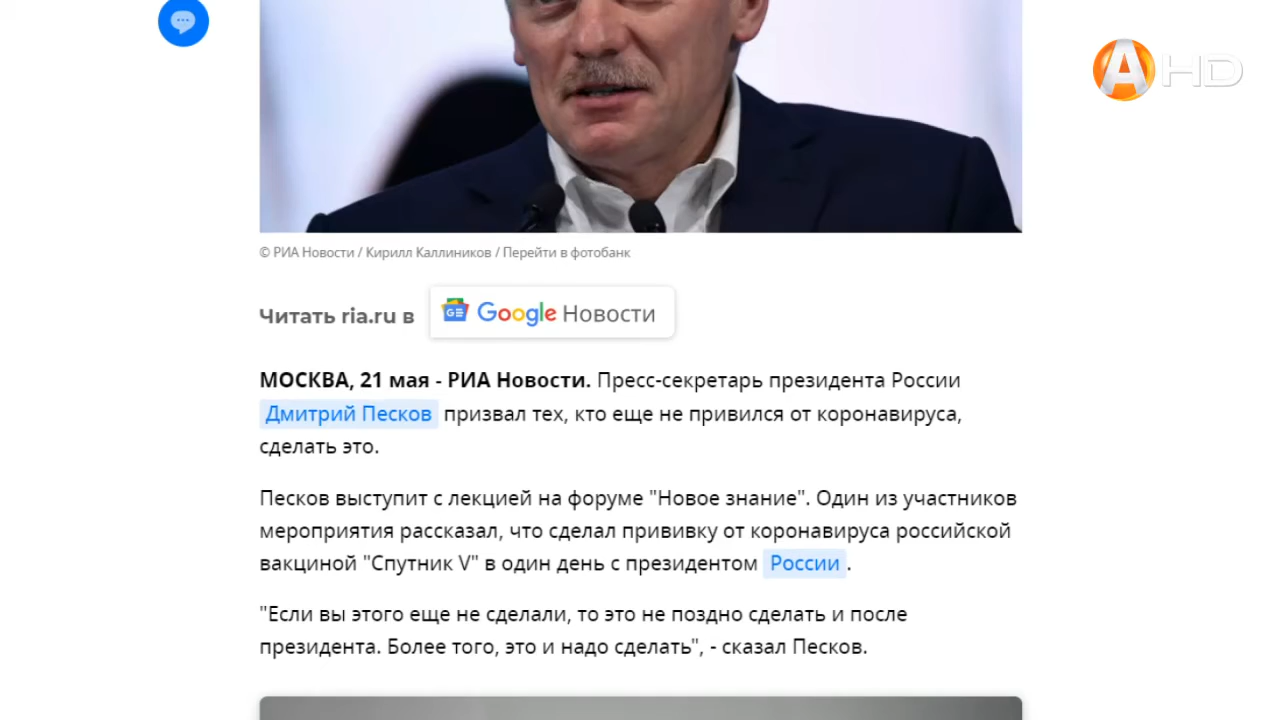 AHD
© РИА Новости / Кирилл Каллиников / Перейти в фотобанк
Читать ria.ru в
GE Google Новости
МОСКВА, 21 мая - РИА Новости. Пресс-секретарь президента России
Дмитрий Песков призвал тех, кто еще не привился от коронавируса,
сделать это.
Песков выступит с лекцией на форуме "Новое знание". Один из участников
мероприятия рассказал, что сделал прививку от коронавируса российской
вакциной "Спутник V" в один день с президентом России.
"Если вы этого еще не сделали, то это не поздно сделать и после
президента. Более того, это и надо сделать", - сказал Песков.